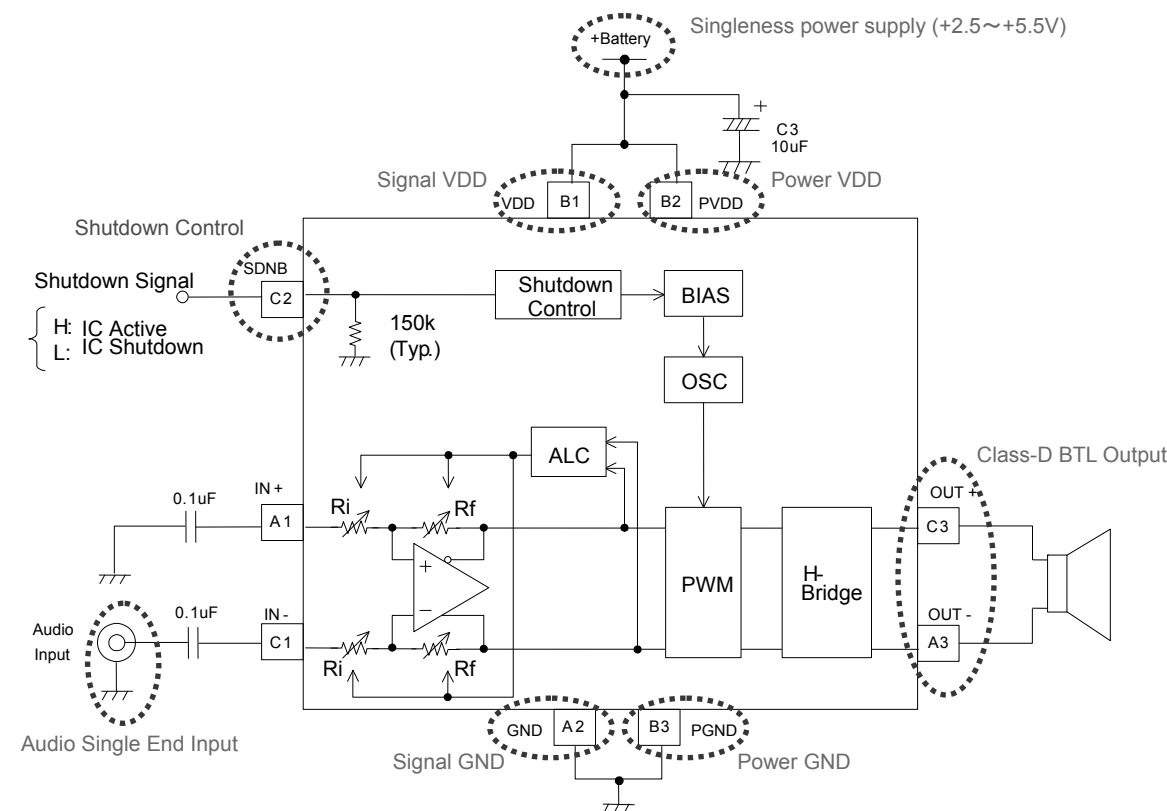 Singleness power supply (+2.5～+5.5V)
+Battery
+
C3
10uF
Signal VDD
Power VDD
VDD
B1
B2
PVDD
Shutdown Control
SDNB
Shutdown Signal
C2
H: IC Active
L: IC Shutdown
150k
(Typ.)
Shutdown
Control
BIAS
OSC
ALC
Class-D BTL Output
0.1uF
IN +
A1
Ri
Rf
OUT +
C3
+
−
PWM
H-
Bridge
Audio
Input
0.1uF
IN -
C1
Ri
Rf
OUT -
A3
Audio Single End Input
GND
A2
B3
PGND
Signal GND
Power GND